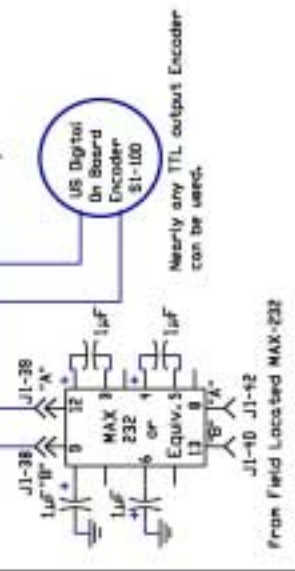 US Digital
On Board
Encoder
S1-100
Nearly any TTL output Encoder
can be used.
J1-38 "B"
J1-39 "A"
1µF
1µF
1µF
1µF
9
12
3
4
5
6
13
8
MAX
232
or
Equiv.
"B"
"A"
J1-40
J1-42
From Field Located MAX-232